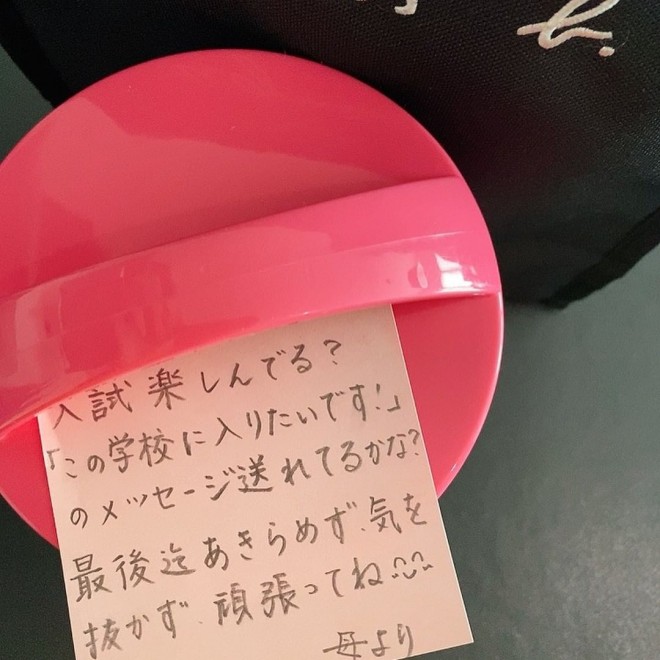 入試楽しんでる?
「この学校に入りたいです!」
のメッセージ送れてるかな?
最後迄あきらめず、気を
抜かず、頑張ってね
母より